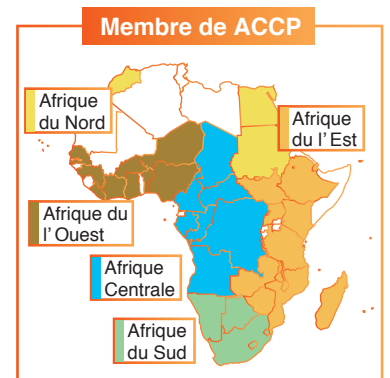 Membre de ACCP
Afrique
du Nord
Afrique
du l'Est
Afrique du
l'Ouest
Afrique
Centrale
Afrique
du Sud